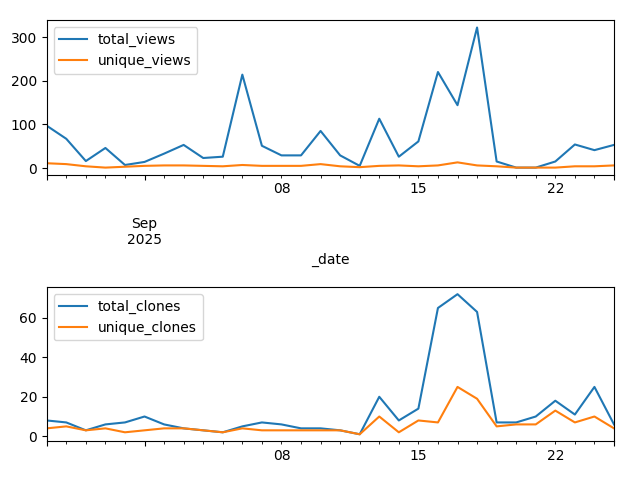 300
200
100
0
total_views
unique_views
08
15
22
Sep
2025
_date
60
40
20
0
total_clones
unique_clones
08
15
22